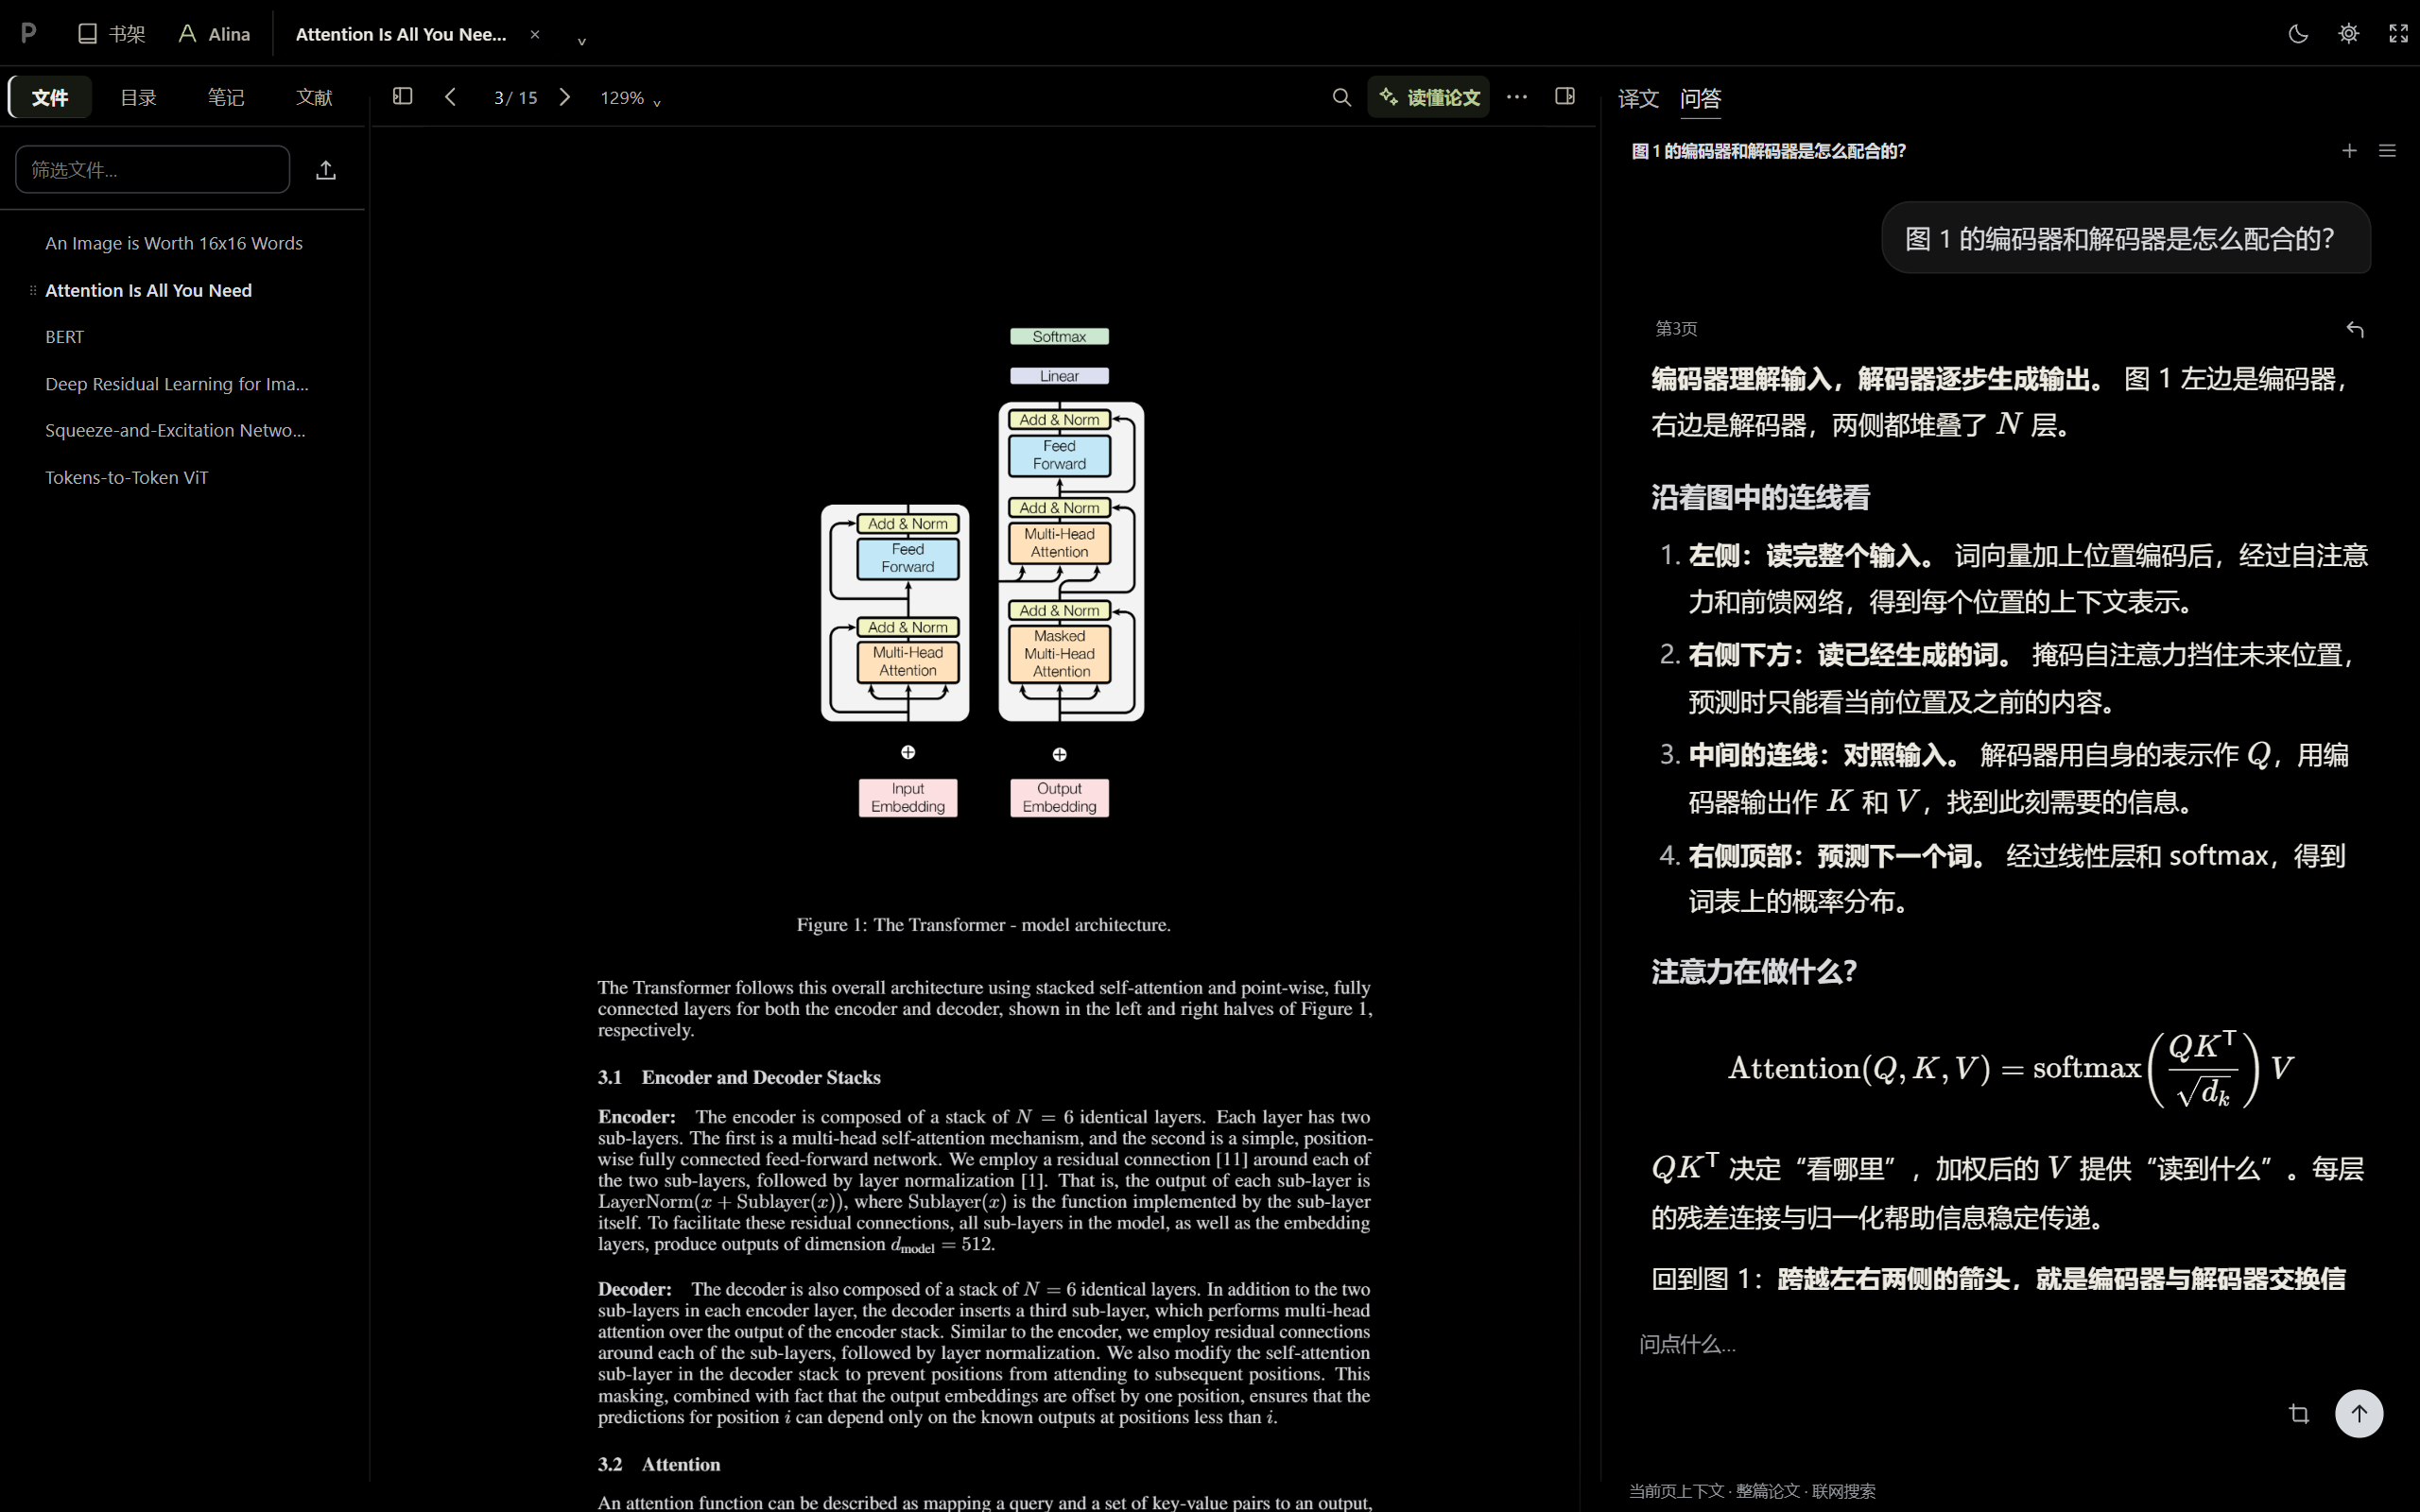 P
书架
Alina
Attention Is All You Nee...
文件
目录
笔记
文献
3/ 15
129%
读懂论文
译文
问答
筛选文件...
An Image is Worth 16x16 Words
Attention Is All You Need
BERT
Deep Residual Learning for Ima...
Squeeze-and-Excitation Netwo...
Tokens-to-Token ViT
Softmax
Linear
Add & Norm
Feed
Forward
Add & Norm
Multi-Head
Attention
Add & Norm
Masked
Multi-Head
Attention
Add & Norm
Feed
Forward
Add & Norm
Multi-Head
Attention
Input
Embedding
Output
Embedding
Figure 1: The Transformer - model architecture.
The Transformer follows this overall architecture using stacked self-attention and point-wise, fully
connected layers for both the encoder and decoder, shown in the left and right halves of Figure 1,
respectively.
3.1 Encoder and Decoder Stacks
Encoder: The encoder is composed of a stack of N = 6 identical layers. Each layer has two
sub-layers. The first is a multi-head self-attention mechanism, and the second is a simple, position-
wise fully connected feed-forward network. We employ a residual connection [11] around each of
the two sub-layers, followed by layer normalization [1]. That is, the output of each sub-layer is
LayerNorm(x + Sublayer(x)), where Sublayer(x) is the function implemented by the sub-layer
itself. To facilitate these residual connections, all sub-layers in the model, as well as the embedding
layers, produce outputs of dimension d_model = 512.
Decoder: The decoder is also composed of a stack of N = 6 identical layers. In addition to the two
sub-layers in each encoder layer, the decoder inserts a third sub-layer, which performs multi-head
attention over the output of the encoder stack. Similar to the encoder, we employ residual connections
around each of the sub-layers, followed by layer normalization. We also modify the self-attention
sub-layer in the decoder stack to prevent positions from attending to subsequent positions. This
masking, combined with fact that the output embeddings are offset by one position, ensures that the
predictions for position i can depend only on the known outputs at positions less than i.
3.2 Attention
An attention function can be described as mapping a query and a set of key-value pairs to an output,
图 1 的编码器和解码器是怎么配合的？
图 1 的编码器和解码器是怎么配合的？
第3页
编码器理解输入，解码器逐步生成输出。 图 1 左边是编码器，
右边是解码器，两侧都堆叠了 N 层。
沿着图中的连线看
1. 左侧：读完整个输入。 词向量加上位置编码后，经过自注意
力和前馈网络，得到每个位置的上下文表示。
2. 右侧下方：读已经生成的词。 掩码自注意力挡住未来位置，
预测时只能看当前位置及之前的内容。
3. 中间的连线：对照输入。 解码器用自身的表示作 Q，用编
码器输出作 K 和 V，找到此刻需要的信息。
4. 右侧顶部：预测下一个词。 经过线性层和 softmax，得到
词表上的概率分布。
注意力在做什么？
Attention(Q, K, V) = softmax(QK^T / √d_k) V
QK^T 决定“看哪里”，加权后的 V 提供“读到什么”。每层
的残差连接与归一化帮助信息稳定传递。
回到图 1：跨越左右两侧的箭头，就是编码器与解码器交换信
问点什么...
当前页上下文 · 整篇论文 · 联网搜索